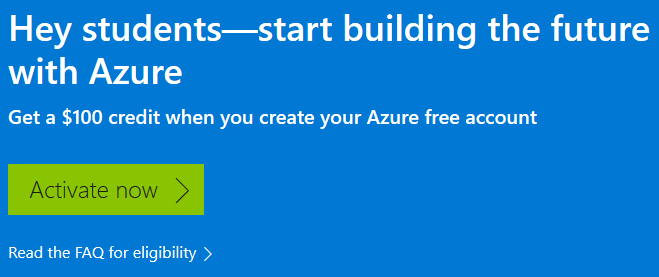 Hey students—start building the future
with Azure
Get a $100 credit when you create your Azure free account
Activate now
Read the FAQ for eligibility